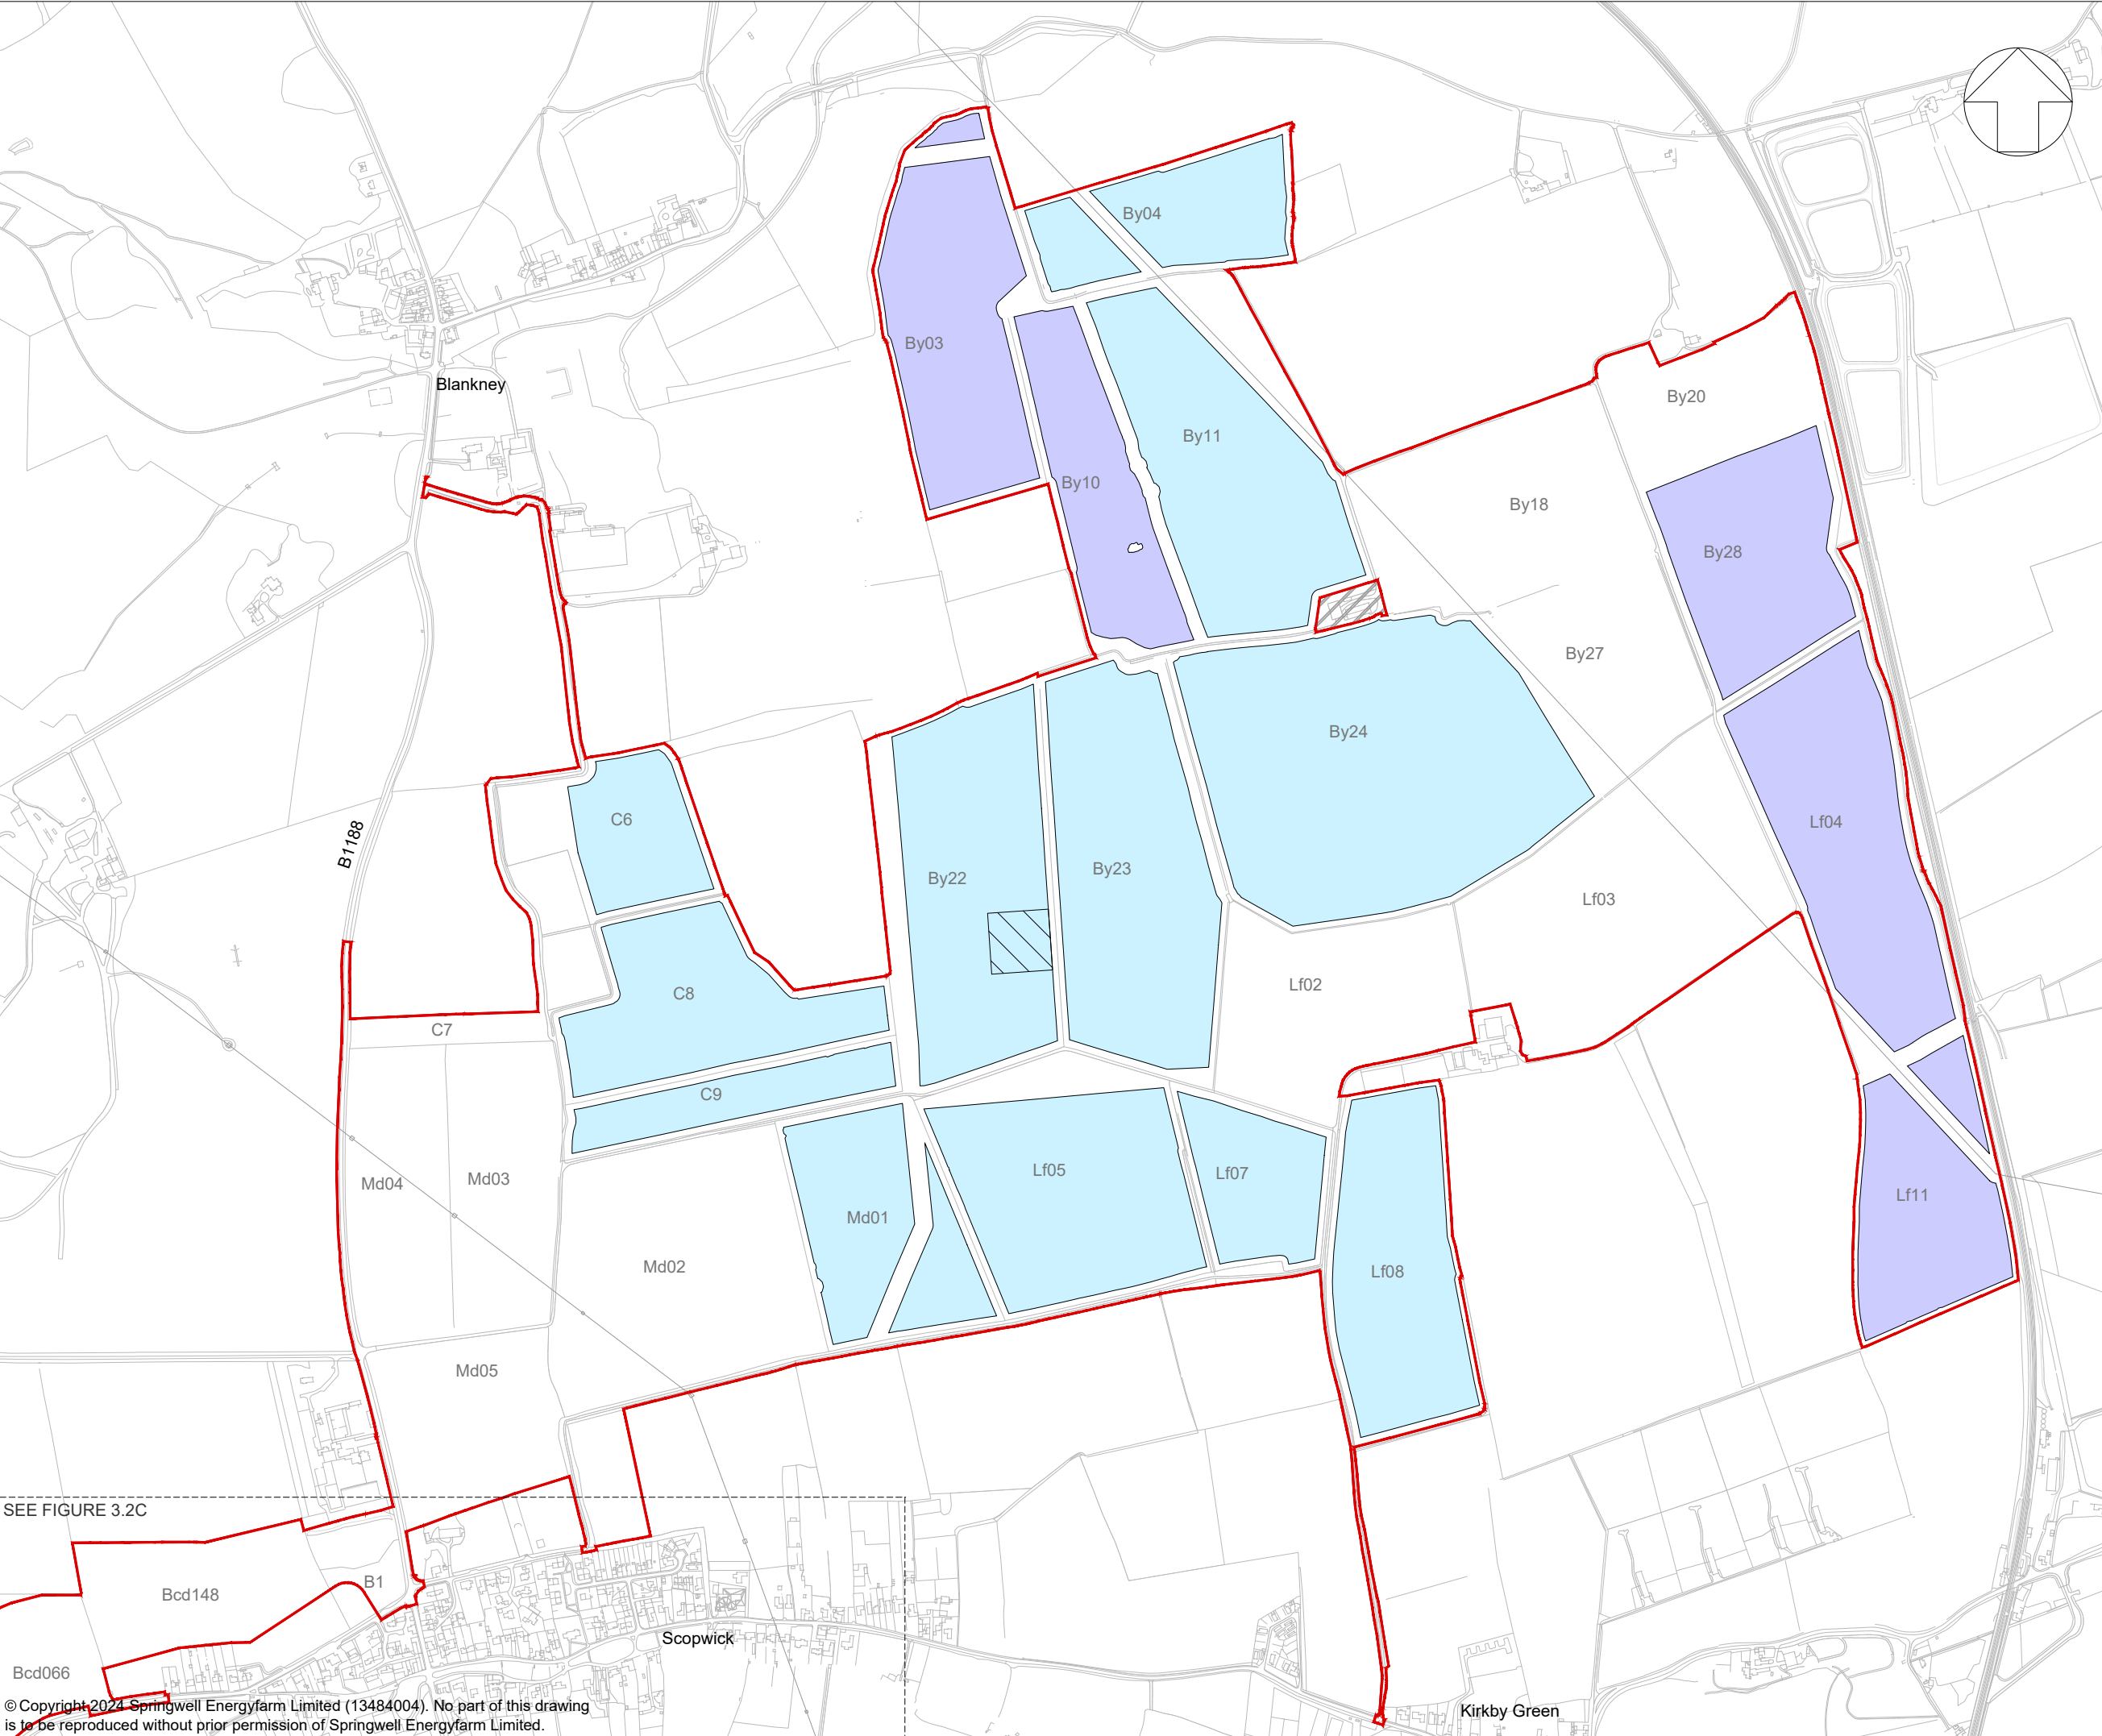 By04
By03
Blankney
By20
By11
By10
By18
By28
By27
By24
C6
Lf04
B1188
By23
By22
Lf03
Lf02
C8
C7
C9
Lf05
Lf07
Md03
Md04
Lf11
Md01
Md02
Lf08
Md05
SEE FIGURE 3.2C
B1
Bcd148
Scopwick
Bcd066
© Copyright 2024 Springwell Energyfarm Limited (13484004). No part of this drawing
is to be reproduced without prior permission of Springwell Energyfarm Limited.
Kirkby Green